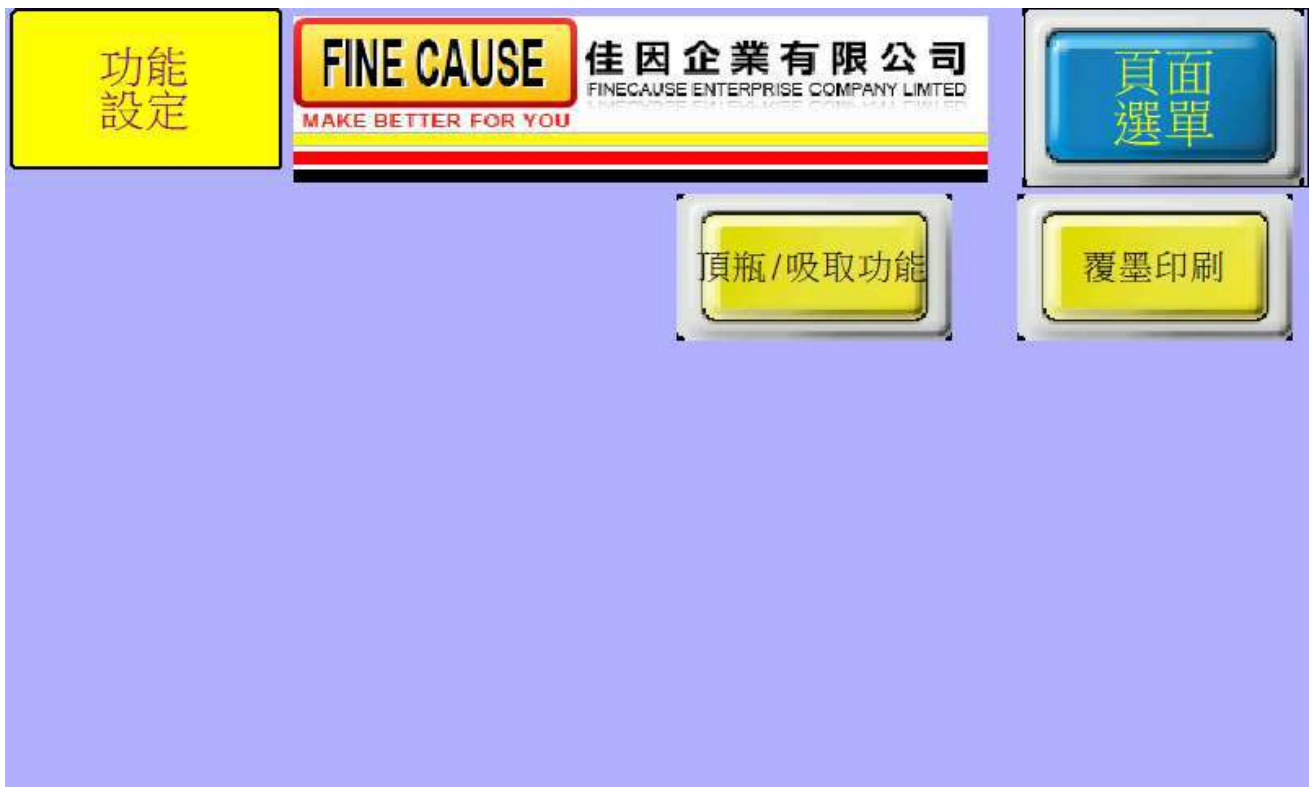 功能
設定
FINE CAUSE
MAKE BETTER FOR YOU
佳因企業有限公司
FINECAUSE ENTERPRISE COMPANY LIMTED
頁面
選單
頂瓶/吸取功能
覆墨印刷